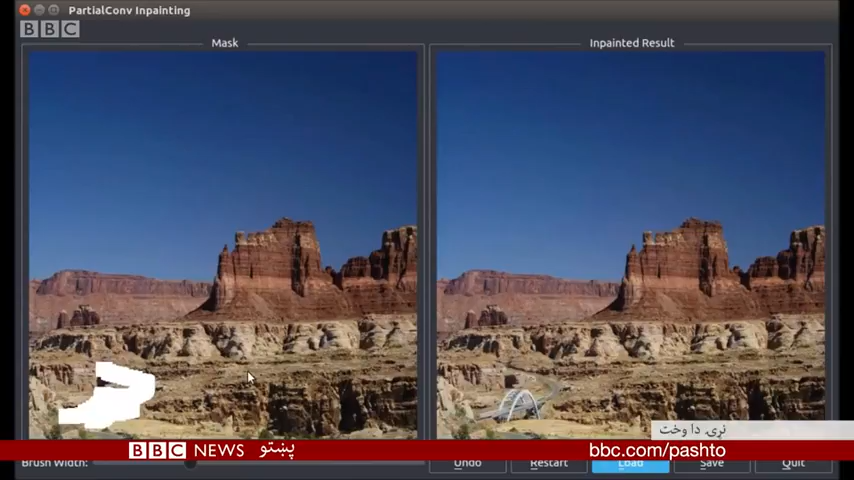 PartialConv Inpainting
BBC
Mask
Inpainted Result
نړۍ دا وخت
BBC NEWS پښتو
bbc.com/pashto
Brush Width:
Undo
Restart
Load
Save
Quit